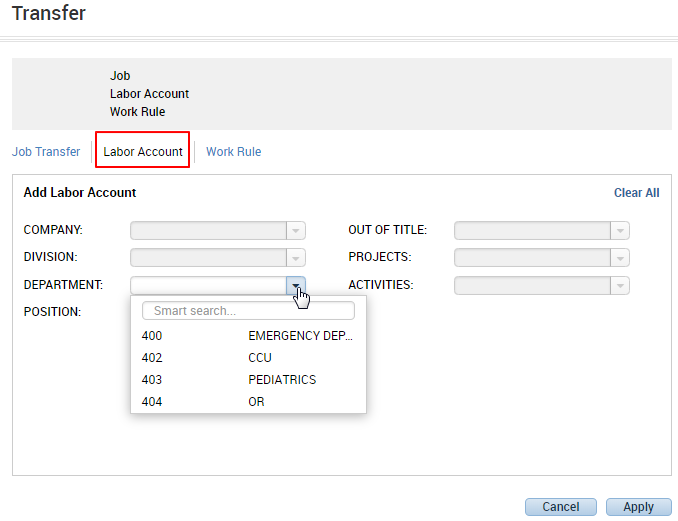 Transfer
Job
Labor Account
Work Rule
Job Transfer Labor Account Work Rule
Add Labor Account Clear All
COMPANY: OUT OF TITLE:
DIVISION: PROJECTS:
DEPARTMENT: ACTIVITIES:
POSITION: Smart search...
400 EMERGENCY DEP...
402 CCU
403 PEDIATRICS
404 OR
Cancel Apply